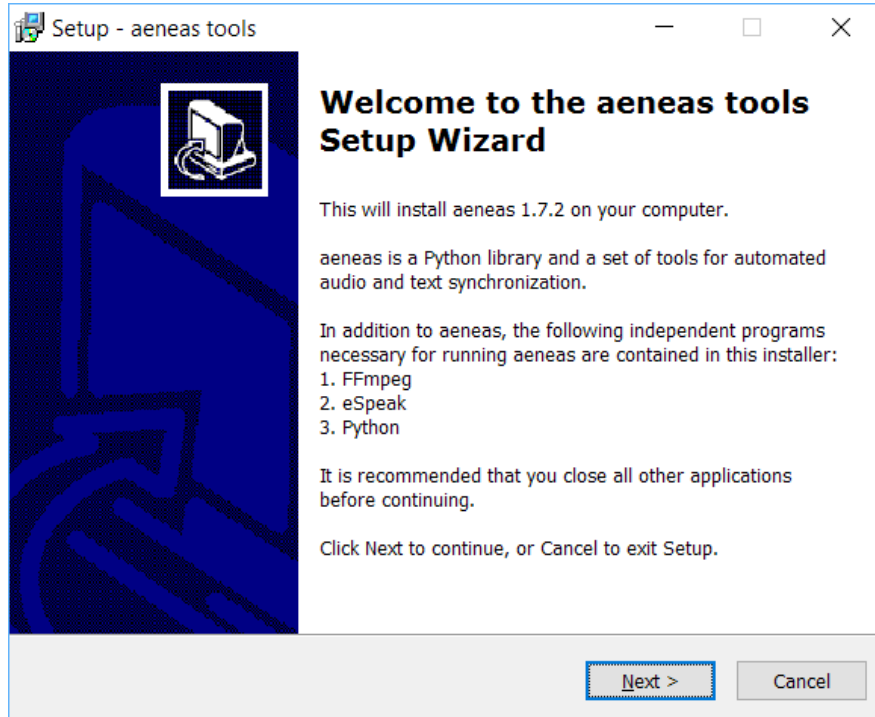 Setup - aeneas tools
Welcome to the aeneas tools
Setup Wizard
This will install aeneas 1.7.2 on your computer.
aeneas is a Python library and a set of tools for automated
audio and text synchronization.
In addition to aeneas, the following independent programs
necessary for running aeneas are contained in this installer:
1. FFmpeg
2. eSpeak
3. Python
It is recommended that you close all other applications
before continuing.
Click Next to continue, or Cancel to exit Setup.
Next >
Cancel